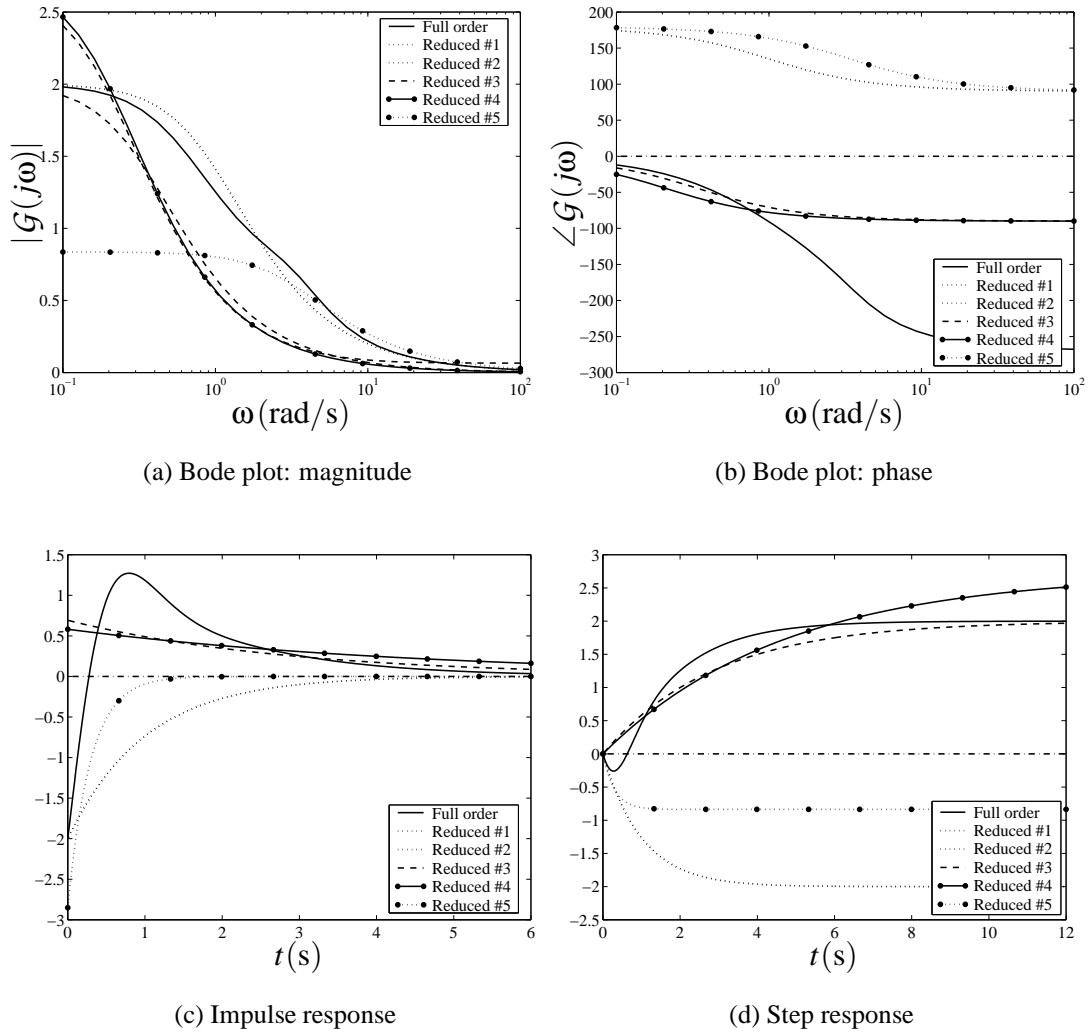 2.5
2
1.5
1
0.5
0
|𝒢(jω)|
10⁻¹ 10⁰ 10¹ 10²
ω(rad/s)
Full order
Reduced #1
Reduced #2
Reduced #3
Reduced #4
Reduced #5
(a) Bode plot: magnitude
200
150
100
50
0
−50
−100
−150
−200
−250
−300
∠𝒢(jω)
10⁻¹ 10⁰ 10¹ 10²
ω(rad/s)
Full order
Reduced #1
Reduced #2
Reduced #3
Reduced #4
Reduced #5
(b) Bode plot: phase
1.5
1
0.5
0
−0.5
−1
−1.5
−2
−2.5
−3
0 1 2 3 4 5 6
t(s)
Full order
Reduced #1
Reduced #2
Reduced #3
Reduced #4
Reduced #5
(c) Impulse response
3
2.5
2
1.5
1
0.5
0
−0.5
−1
−1.5
−2
−2.5
0 2 4 6 8 10 12
t(s)
Full order
Reduced #1
Reduced #2
Reduced #3
Reduced #4
Reduced #5
(d) Step response